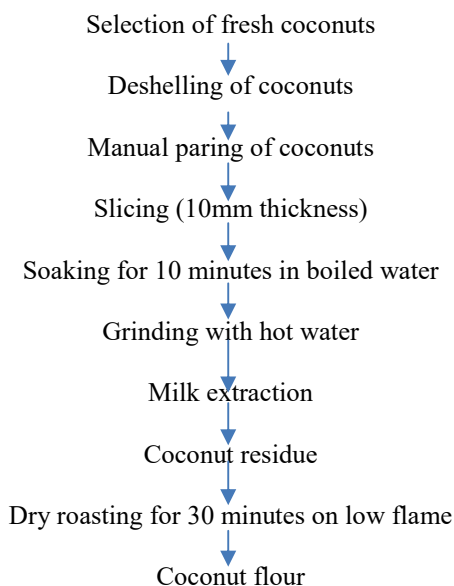 Selection of fresh coconuts
Deshelling of coconuts
Manual paring of coconuts
Slicing (10mm thickness)
Soaking for 10 minutes in boiled water
Grinding with hot water
Milk extraction
Coconut residue
Dry roasting for 30 minutes on low flame
Coconut flour